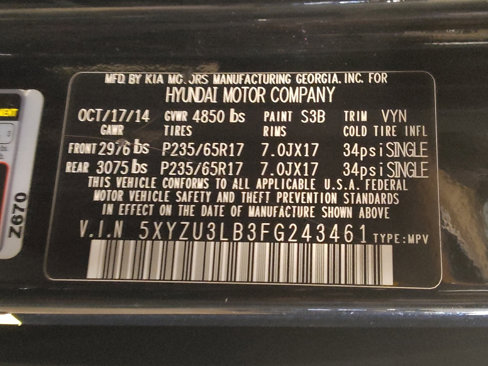 MFD. BY KIA MOTORS MANUFACTURING GEORGIA, INC. FOR
HYUNDAI MOTOR COMPANY
OCT/17/14 GVWR 4850 lbs PAINT S3B TRIM VYN
GAWR TIRES RIMS COLD TIRE INFL
FRONT 2976 lbs P235/65R17 7.0JX17 34psi SINGLE
REAR 3075 lbs P235/65R17 7.0JX17 34psi SINGLE
THIS VEHICLE CONFORMS TO ALL APPLICABLE U.S.A. FEDERAL
MOTOR VEHICLE SAFETY AND THEFT PREVENTION STANDARDS
IN EFFECT ON THE DATE OF MANUFACTURE SHOWN ABOVE
V.I.N 5XYZU3LB3FG243461 TYPE:MPV
Z670